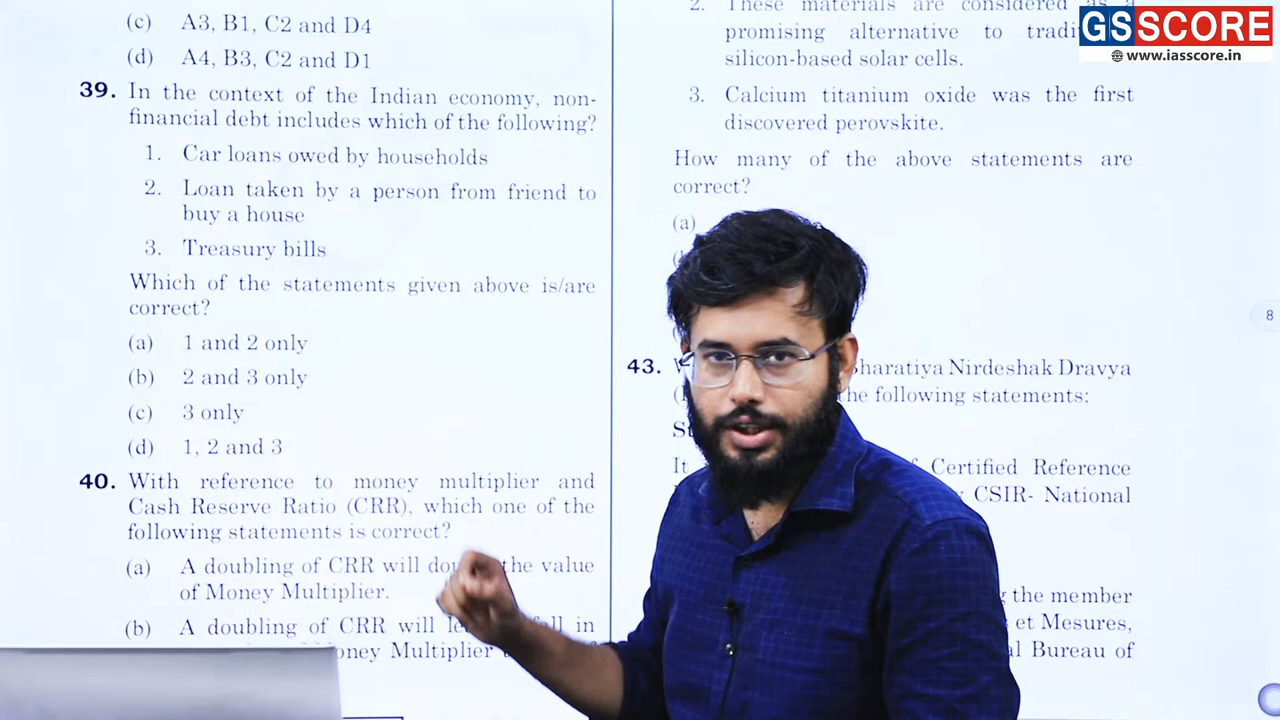 (c) A3, B1, C2 and D4
(d) A4, B3, C2 and D1
39. In the context of the Indian economy, non-
financial debt includes which of the following?
1. Car loans owed by households
2. Loan taken by a person from friend to
buy a house
3. Treasury bills
Which of the statements given above is/are
correct?
(a) 1 and 2 only
(b) 2 and 3 only
(c) 3 only
(d) 1, 2 and 3
40. With reference to money multiplier and
Cash Reserve Ratio (CRR), which one of the
following statements is correct?
(a) A doubling of CRR will the value
of Money Multiplier.
(b) A doubling of CRR will in
Money Multiplier
2. These materials are considered as a
promising alternative to
silicon-based solar cells.
3. Calcium titanium oxide was the first
discovered perovskite.
How many of the above statements are
correct?
(a)
43. Bharatiya Nirdeshak Dravya
the following statements:
It of Certified Reference
CSIR- National
the member
et Mesures,
Bureau of
GSSCORE
www.iasscore.in
8